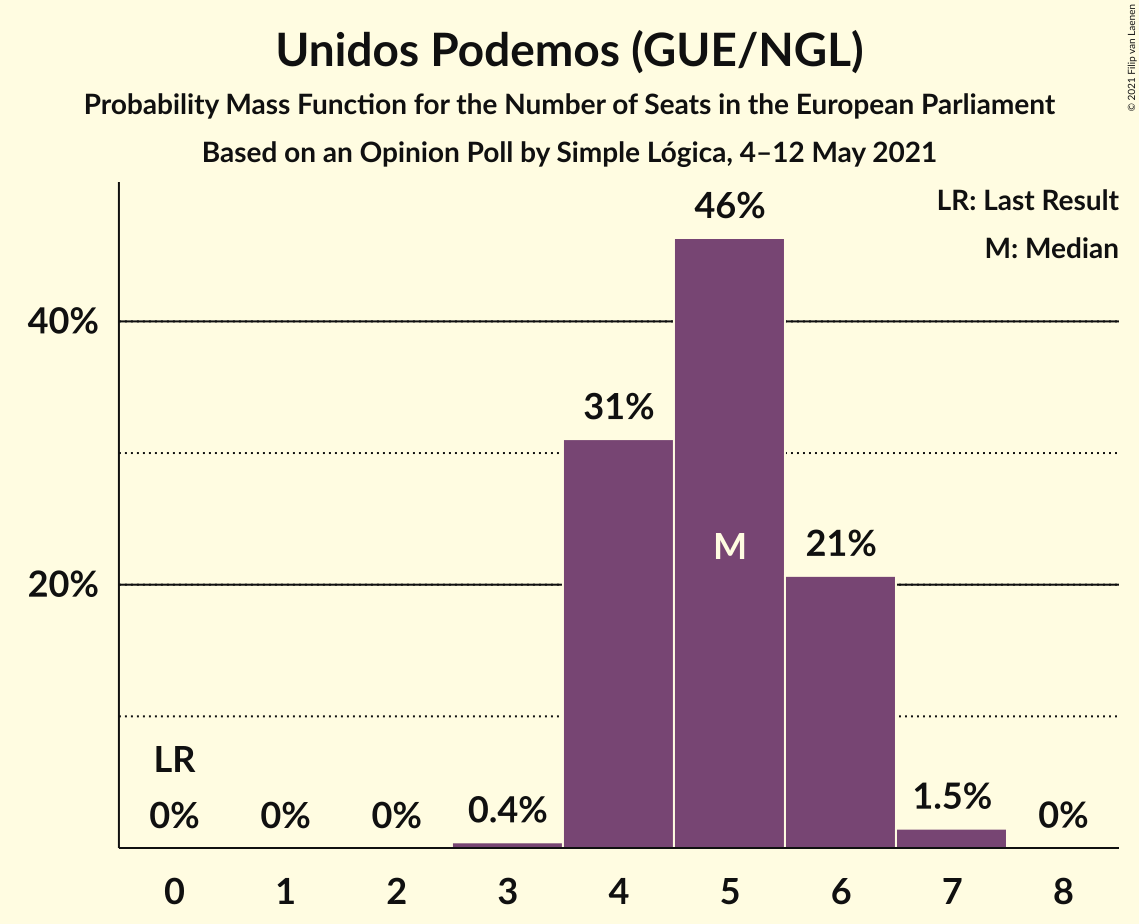 Unidos Podemos (GUE/NGL)
Probability Mass Function for the Number of Seats in the European Parliament
Based on an Opinion Poll by Simple Lógica, 4–12 May 2021
© 2021 Filip van Laenen
LR: Last Result
M: Median
46%
40%
31%
M
21%
20%
LR
0%
0%
0%
0.4%
1.5%
0%
0 1 2 3 4 5 6 7 8